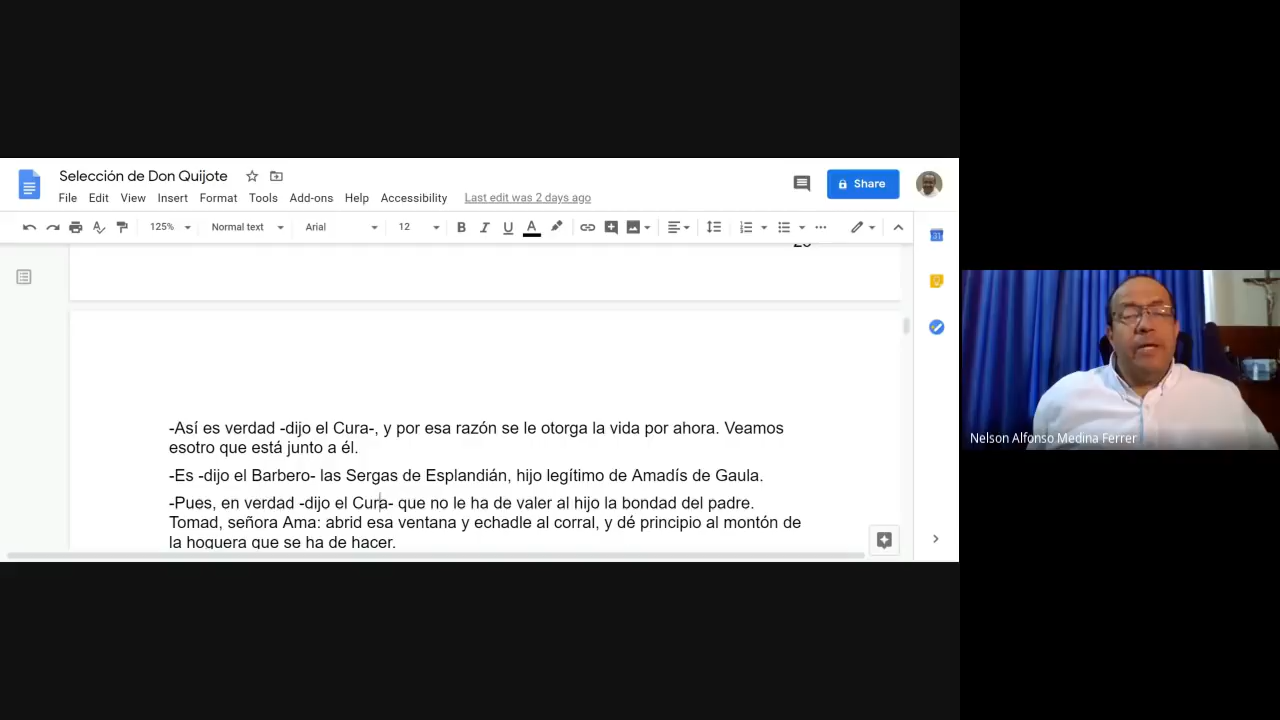 Selección de Don Quijote
File Edit View Insert Format Tools Add-ons Help Accessibility Last edit was 2 days ago
Share
125% Normal text Arial 12 B I U A
31
-Así es verdad -dijo el Cura-, y por esa razón se le otorga la vida por ahora. Veamos
esotro que está junto a él.
-Es -dijo el Barbero- las Sergas de Esplandián, hijo legítimo de Amadís de Gaula.
-Pues, en verdad -dijo el Cura- que no le ha de valer al hijo la bondad del padre.
Tomad, señora Ama: abrid esa ventana y echadle al corral, y dé principio al montón de
la hoguera que se ha de hacer.
Nelson Alfonso Medina Ferrer